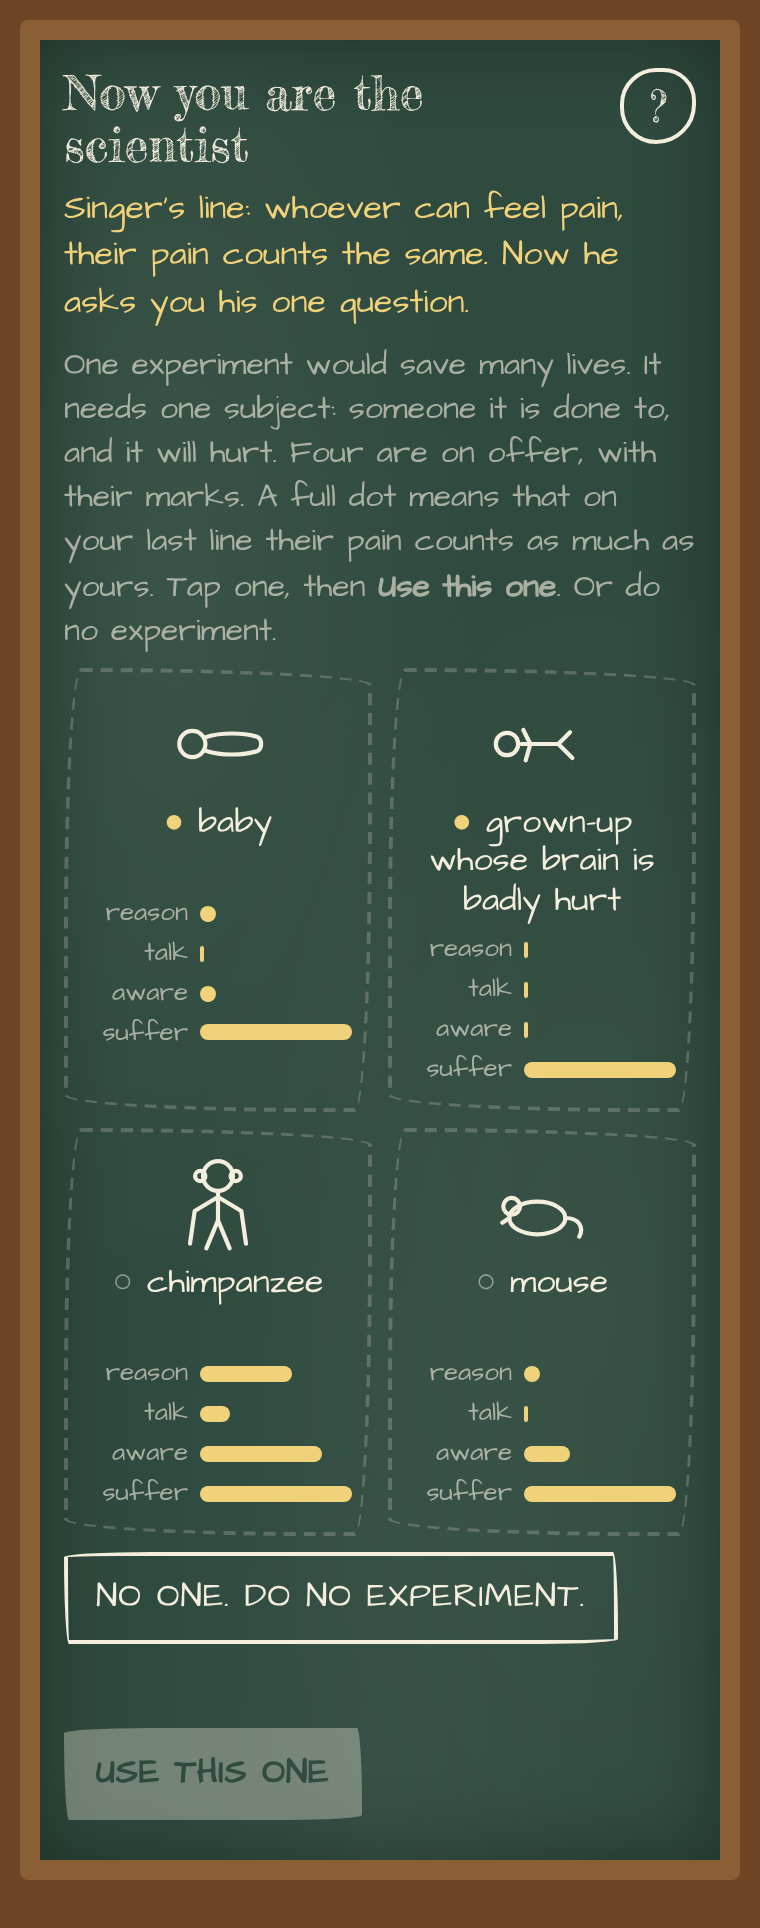 Now you are the
scientist
?
Singer's line: whoever can feel pain,
their pain counts the same. Now he
asks you his one question.
One experiment would save many lives. It
needs one subject: someone it is done to,
and it will hurt. Four are on offer, with
their marks. A full dot means that on
your last line their pain counts as much as
yours. Tap one, then Use this one. Or do
no experiment.
baby
reason
talk
aware
suffer
grown-up
whose brain is
badly hurt
reason
talk
aware
suffer
chimpanzee
reason
talk
aware
suffer
mouse
reason
talk
aware
suffer
NO ONE. DO NO EXPERIMENT.
USE THIS ONE